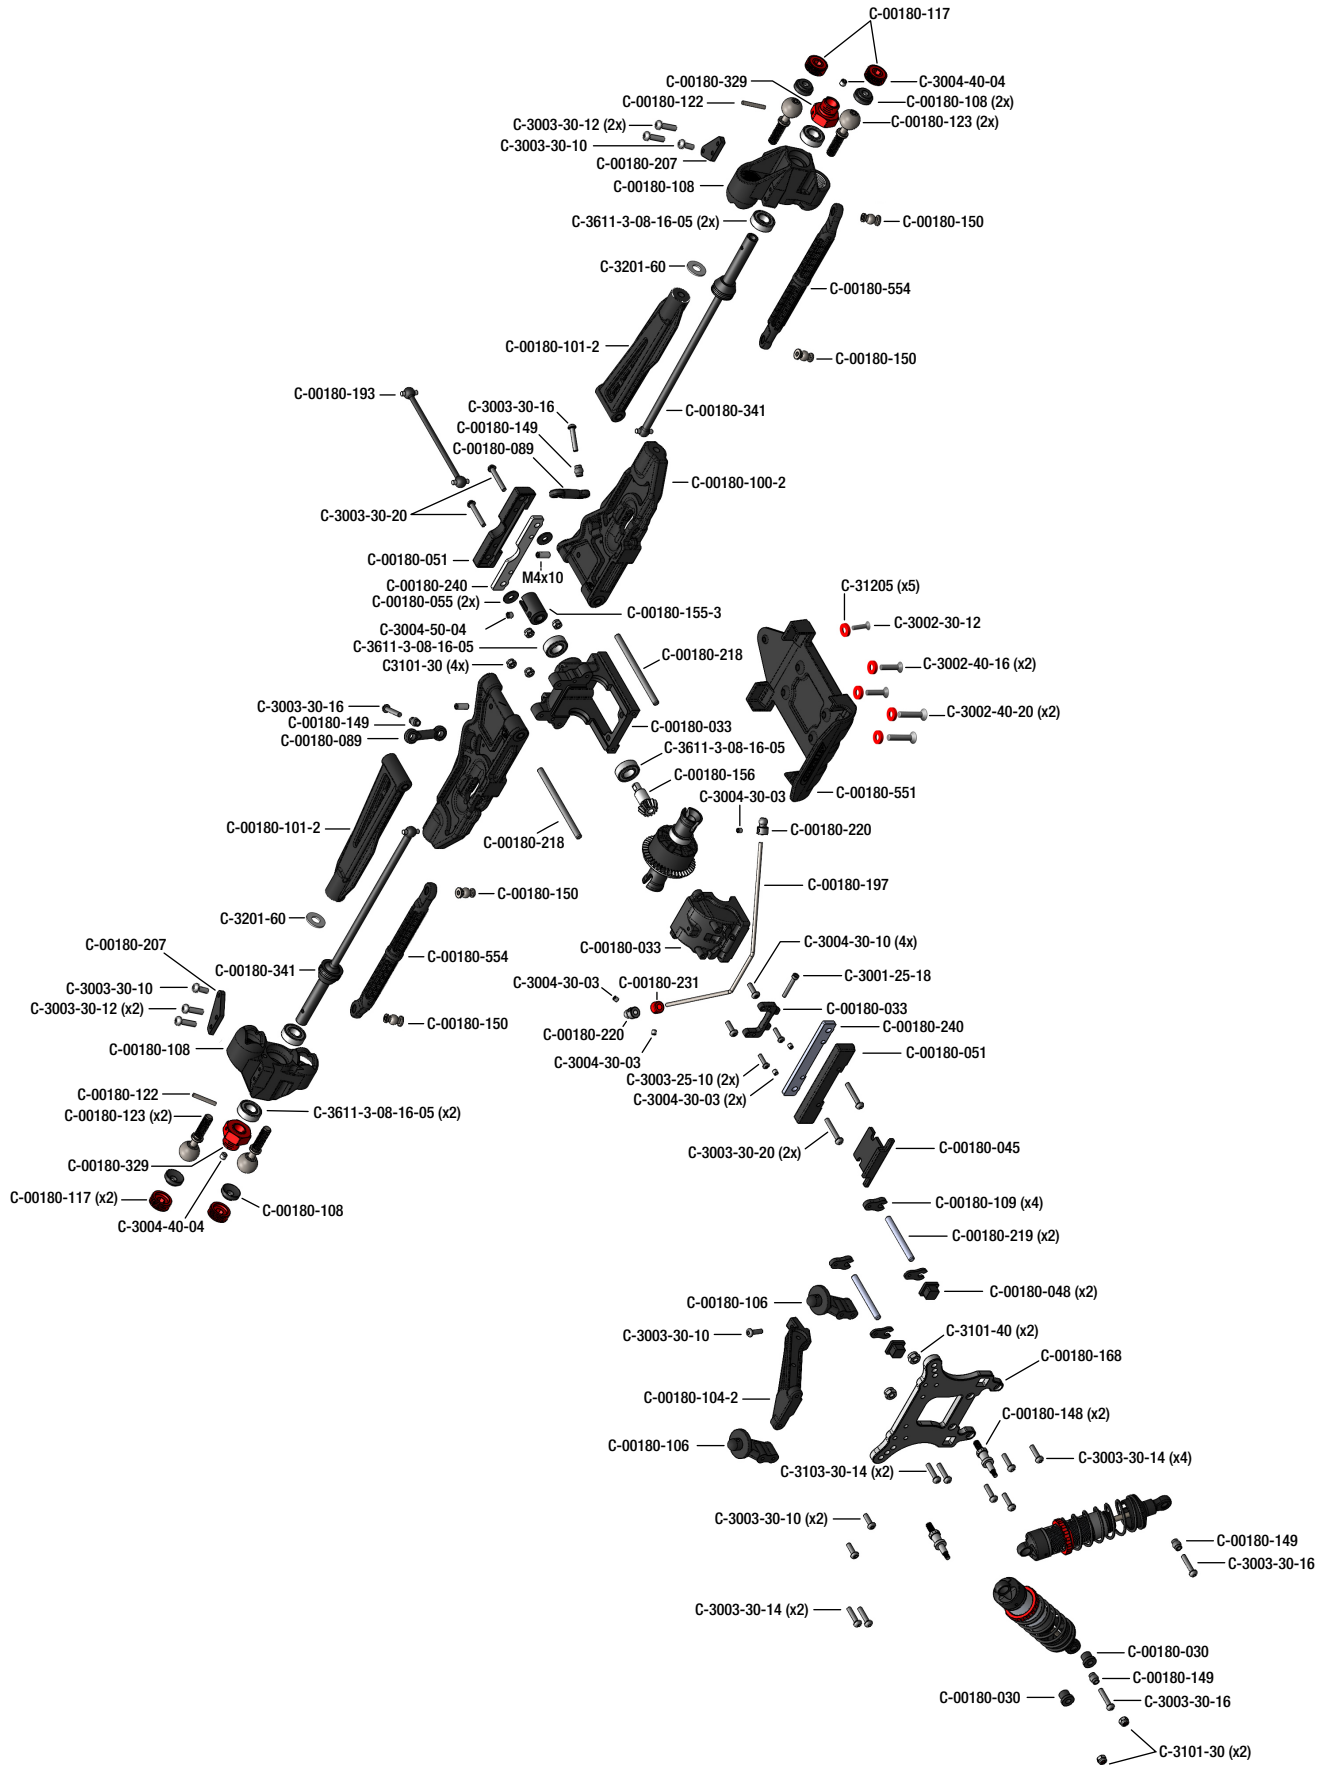 C-00180-117
C-00180-329
C-3004-40-04
C-00180-122
C-00180-108 (2x)
C-3003-30-12 (2x)
C-00180-123 (2x)
C-3003-30-10
C-00180-207
C-00180-108
C-3611-3-08-16-05 (2x)
C-00180-150
C-3201-60
C-00180-554
C-00180-101-2
C-00180-150
C-00180-193
C-3003-30-16
C-00180-341
C-00180-149
C-00180-089
C-00180-100-2
C-3003-30-20
C-00180-051
M4x10
C-00180-240
C-31205 (x5)
C-00180-055 (2x)
C-00180-155-3
C-3002-30-12
C-3004-50-04
C-3611-3-08-16-05
C-00180-218
C3101-30 (4x)
C-3002-40-16 (x2)
C-3003-30-16
C-00180-149
C-00180-033
C-3002-40-20 (x2)
C-00180-089
C-3611-3-08-16-05
C-00180-156
C-3004-30-03
C-00180-551
C-00180-101-2
C-00180-218
C-00180-220
C-00180-150
C-00180-197
C-3201-60
C-00180-207
C-00180-033
C-3004-30-10 (4x)
C-00180-554
C-00180-341
C-3004-30-03
C-00180-231
C-3001-25-18
C-3003-30-10
C-3003-30-12 (x2)
C-00180-033
C-00180-150
C-00180-220
C-00180-240
C-00180-108
C-3004-30-03
C-00180-051
C-3003-25-10 (2x)
C-00180-122
C-3004-30-03 (2x)
C-00180-123 (x2)
C-3611-3-08-16-05 (x2)
C-3003-30-20 (2x)
C-00180-045
C-00180-329
C-00180-117 (x2)
C-00180-108
C-00180-109 (x4)
C-3004-40-04
C-00180-219 (x2)
C-00180-048 (x2)
C-00180-106
C-3003-30-10
C-3101-40 (x2)
C-00180-168
C-00180-104-2
C-00180-148 (x2)
C-00180-106
C-3103-30-14 (x2)
C-3003-30-14 (x4)
C-3003-30-10 (x2)
C-00180-149
C-3003-30-16
C-3003-30-14 (x2)
C-00180-030
C-00180-149
C-00180-030
C-3003-30-16
C-3101-30 (x2)